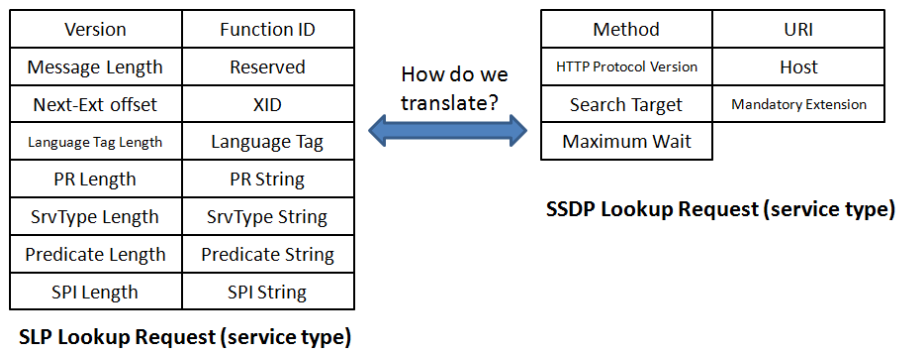 Version Function ID
Message Length Reserved
Next-Ext offset XID
Language Tag Length Language Tag
PR Length PR String
SrvType Length SrvType String
Predicate Length Predicate String
SPI Length SPI String
SLP Lookup Request (service type)
How do we
translate?
Method URI
HTTP Protocol Version Host
Search Target Mandatory Extension
Maximum Wait
SSDP Lookup Request (service type)